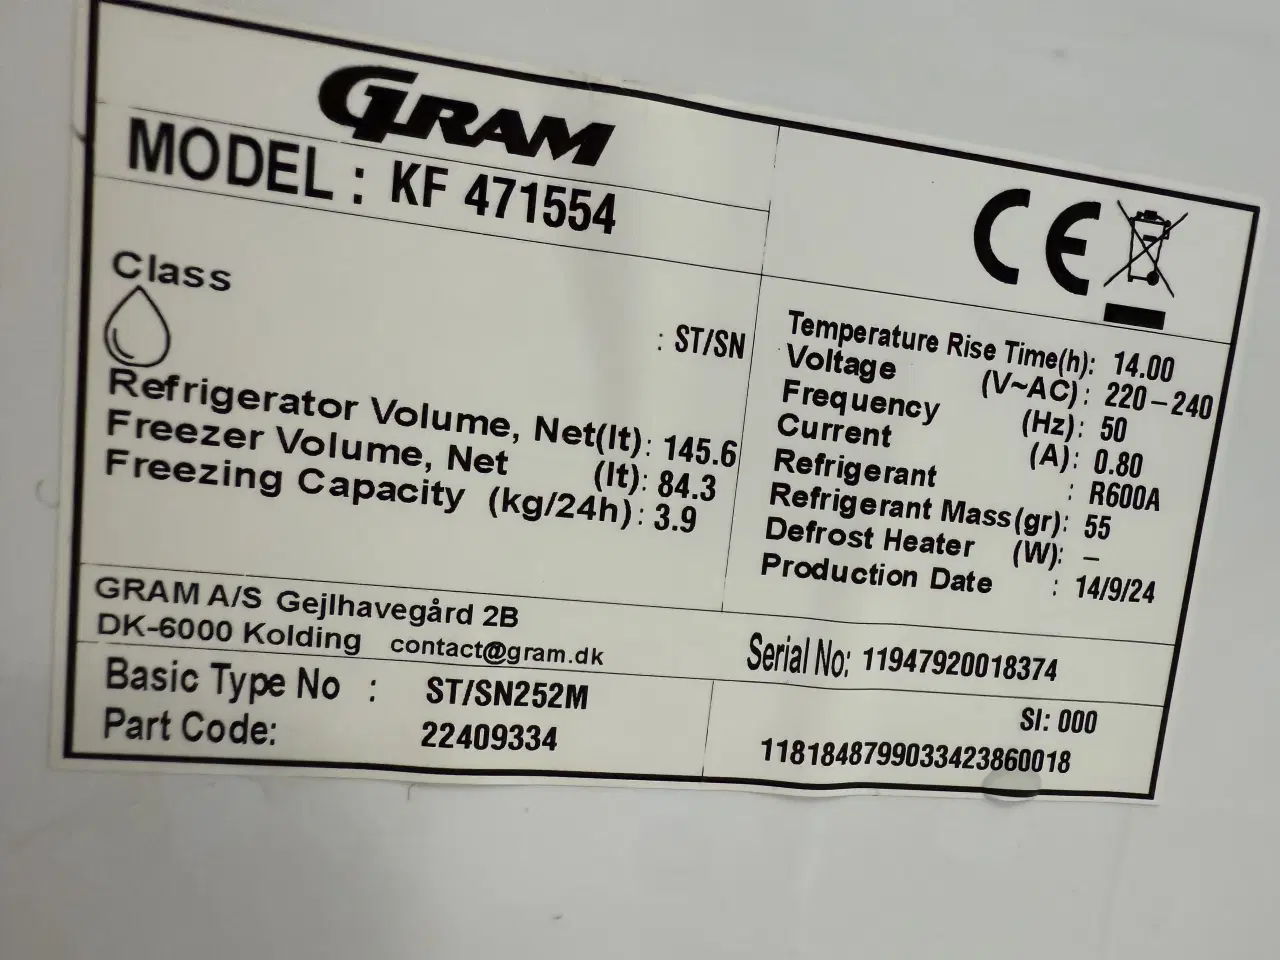 GRAM
MODEL : KF 471554
Class : ST/SN
Refrigerator Volume, Net(lt): 145.6
Freezer Volume, Net (lt): 84.3
Freezing Capacity (kg/24h): 3.9
CE
Temperature Rise Time(h): 14.00
Voltage (V~AC): 220-240
Frequency (Hz): 50
Current (A): 0.80
Refrigerant : R600A
Refrigerant Mass(gr): 55
Defrost Heater (W): –
Production Date : 14/9/24
GRAM A/S Gejlhavegård 2B
DK-6000 Kolding contact@gram.dk
Serial No: 11947920018374
Basic Type No : ST/SN252M
Part Code: 22409334
SI: 000
1181848799033423860018